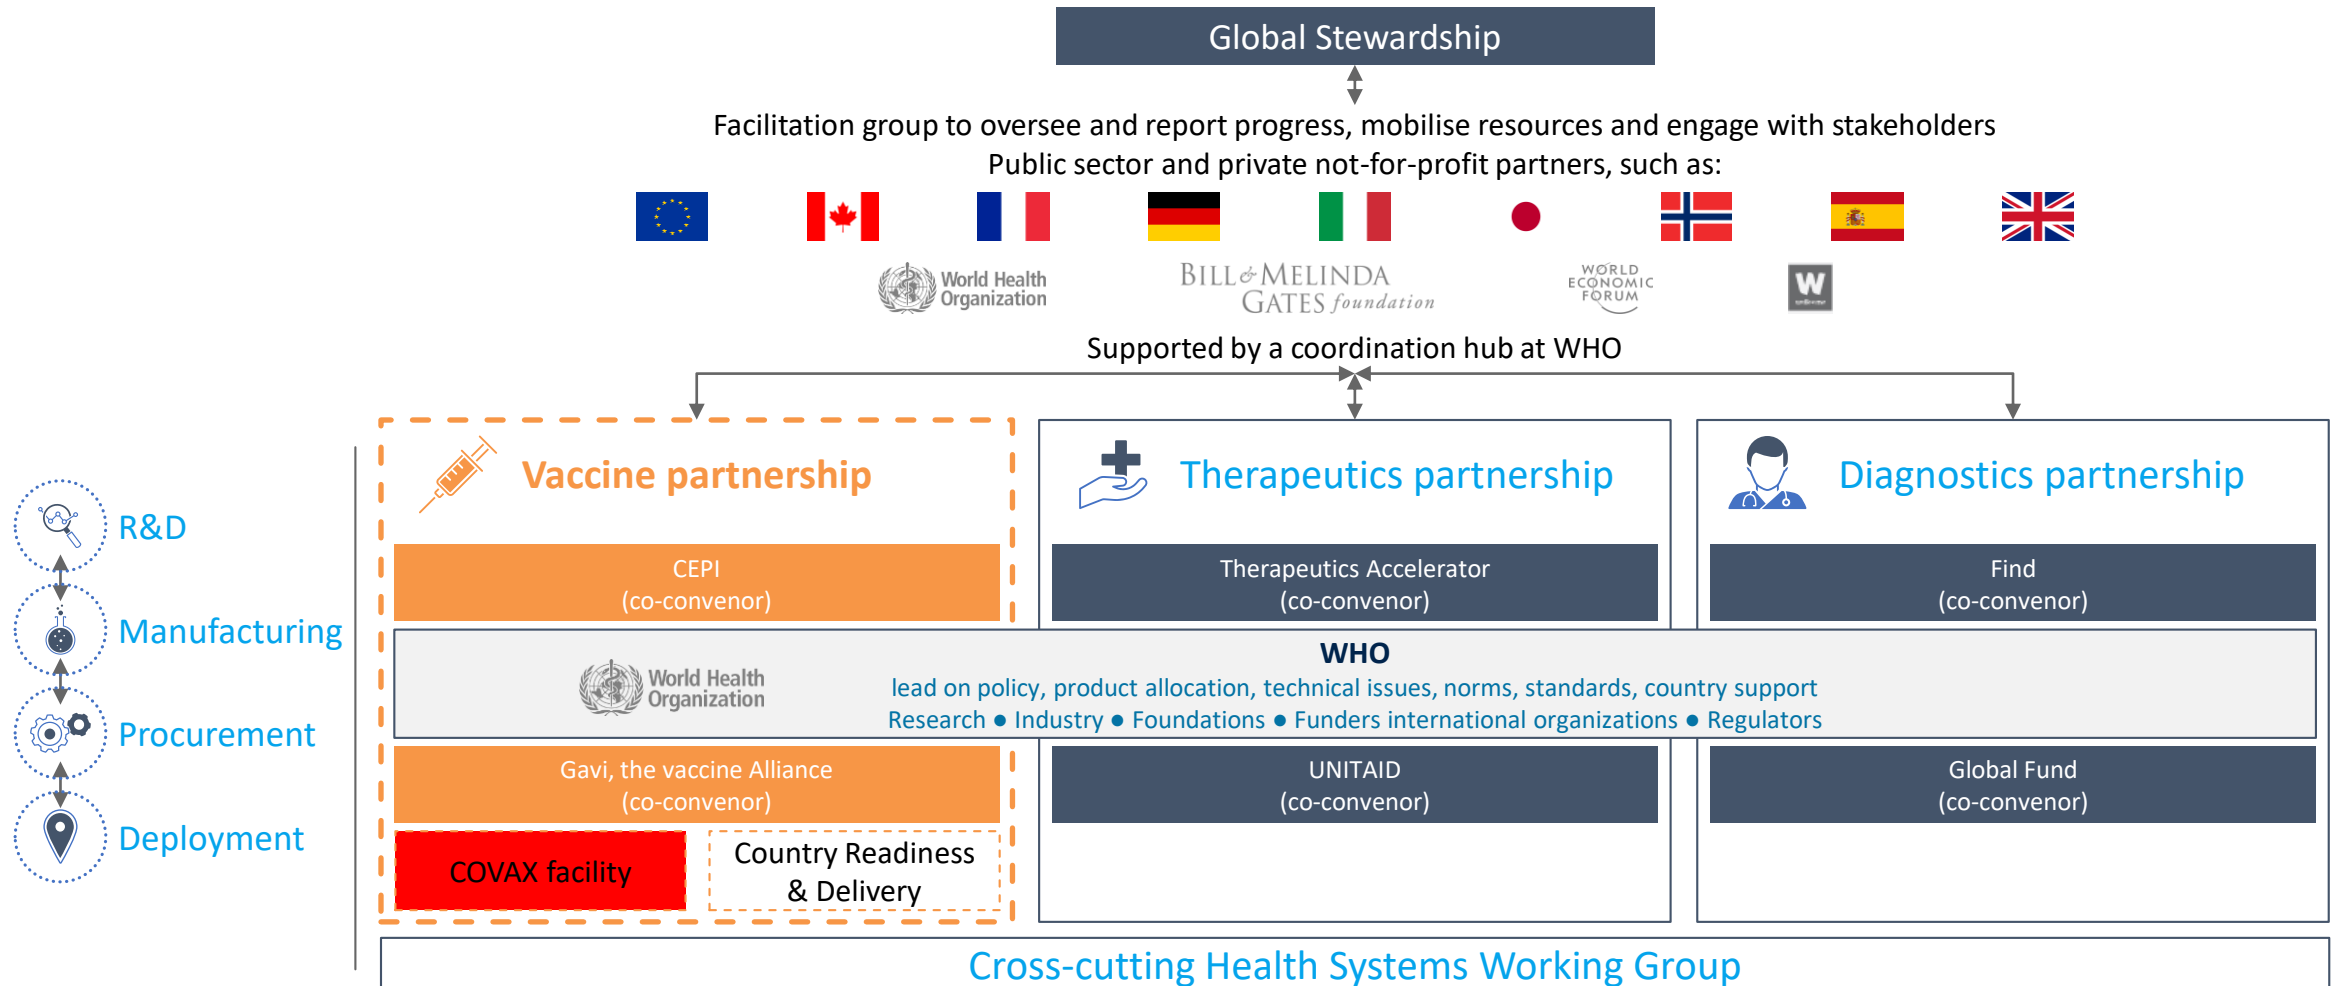 Global Stewardship
Facilitation group to oversee and report progress, mobilise resources and engage with stakeholders
Public sector and private not-for-profit partners, such as:
World Health
Organization
BILL & MELINDA
GATES foundation
WORLD
ECONOMIC
FORUM
W
Supported by a coordination hub at WHO
R&D
Manufacturing
Procurement
Deployment
Vaccine partnership
CEPI
(co-convenor)
Therapeutics partnership
Therapeutics Accelerator
(co-convenor)
Diagnostics partnership
Find
(co-convenor)
WHO
World Health
Organization
lead on policy, product allocation, technical issues, norms, standards, country support
Research ● Industry ● Foundations ● Funders international organizations ● Regulators
Gavi, the vaccine Alliance
(co-convenor)
COVAX facility
Country Readiness
& Delivery
UNITAID
(co-convenor)
Global Fund
(co-convenor)
Cross-cutting Health Systems Working Group